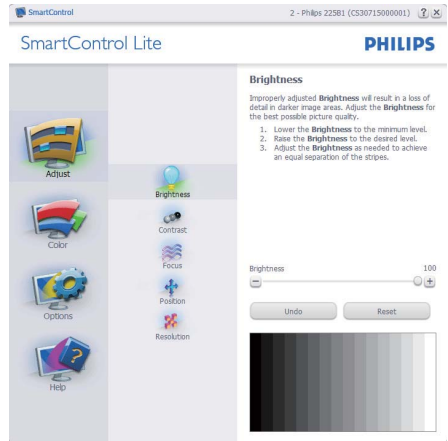 SmartControl
2 - Philips 225B1 (CS30715000001)
SmartControl Lite
PHILIPS
Adjust
Color
Options
Help
Brightness
Contrast
Focus
Position
Resolution
Brightness
Improperly adjusted Brightness will result in a loss of
detail in darker image areas. Adjust the Brightness for
the best possible picture quality.
1. Lower the Brightness to the minimum level.
2. Raise the Brightness to the desired level.
3. Adjust the Brightness as needed to achieve
an equal separation of the stripes.
Brightness 100
Undo Reset